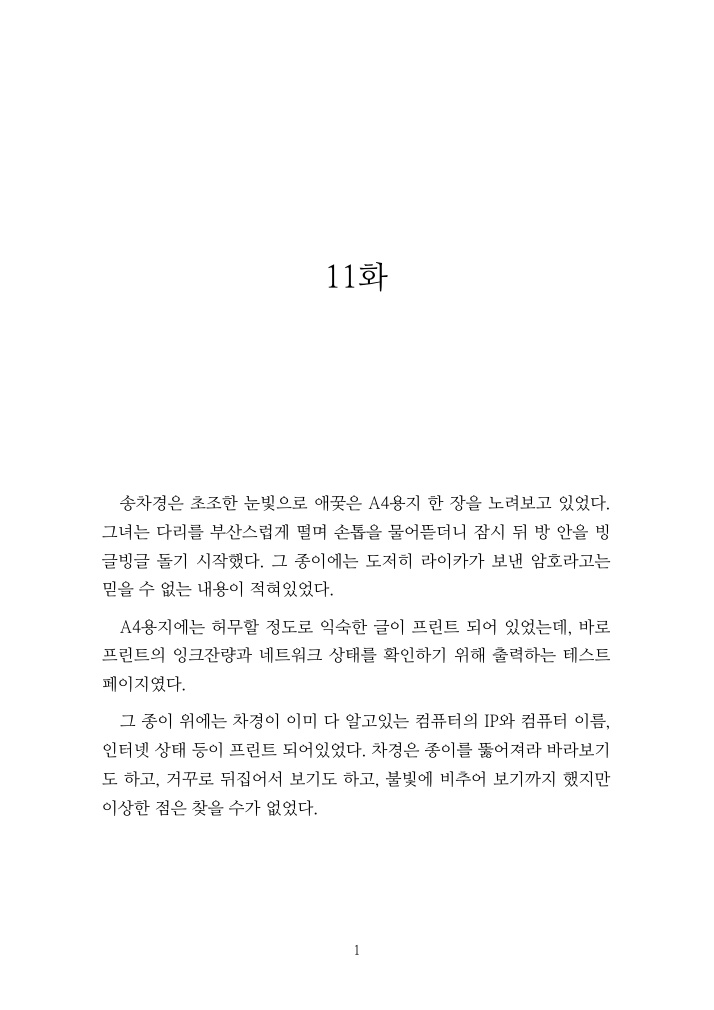 11화
송차경은 초조한 눈빛으로 애꿎은 A4용지 한 장을 노려보고 있었다.
그녀는 다리를 부산스럽게 떨며 손톱을 물어뜯더니 잠시 뒤 방 안을 빙
글빙글 돌기 시작했다. 그 종이에는 도저히 라이카가 보낸 암호라고는
믿을 수 없는 내용이 적혀있었다.
A4용지에는 허무할 정도로 익숙한 글이 프린트 되어 있었는데, 바로
프린트의 잉크잔량과 네트워크 상태를 확인하기 위해 출력하는 테스트
페이지였다.
그 종이 위에는 차경이 이미 다 알고있는 컴퓨터의 IP와 컴퓨터 이름,
인터넷 상태 등이 프린트 되어있었다. 차경은 종이를 뚫어져라 바라보기
도 하고, 거꾸로 뒤집어서 보기도 하고, 불빛에 비추어 보기까지 했지만
이상한 점은 찾을 수가 없었다.
1